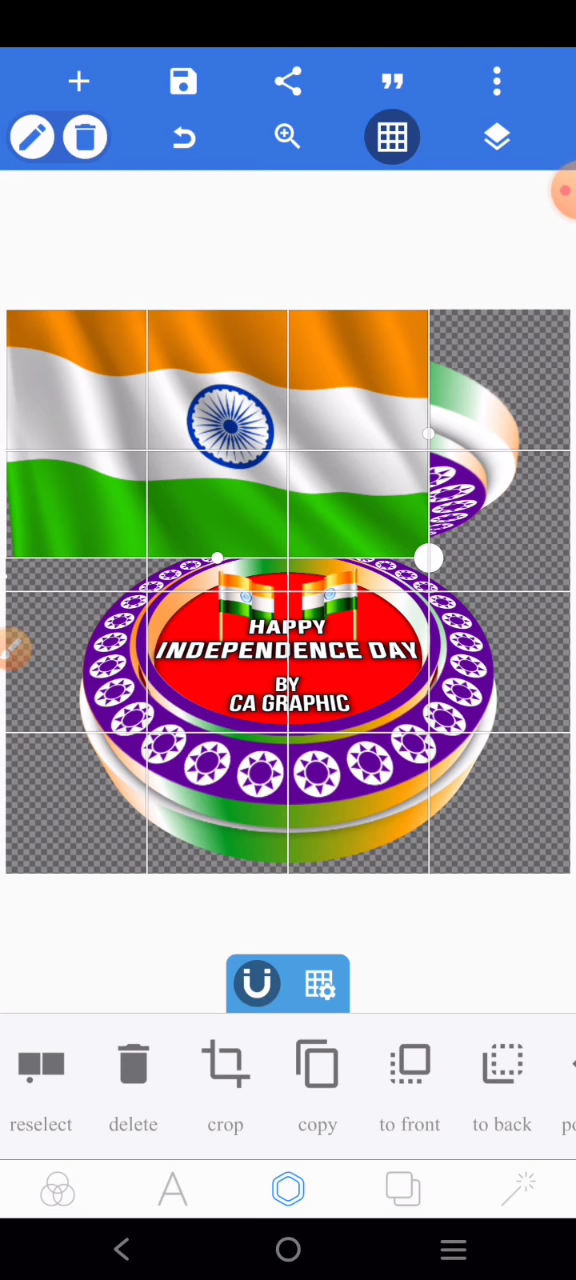 HAPPY
INDEPENDENCE DAY
BY
CA GRAPHIC
reselect delete crop copy to front to back